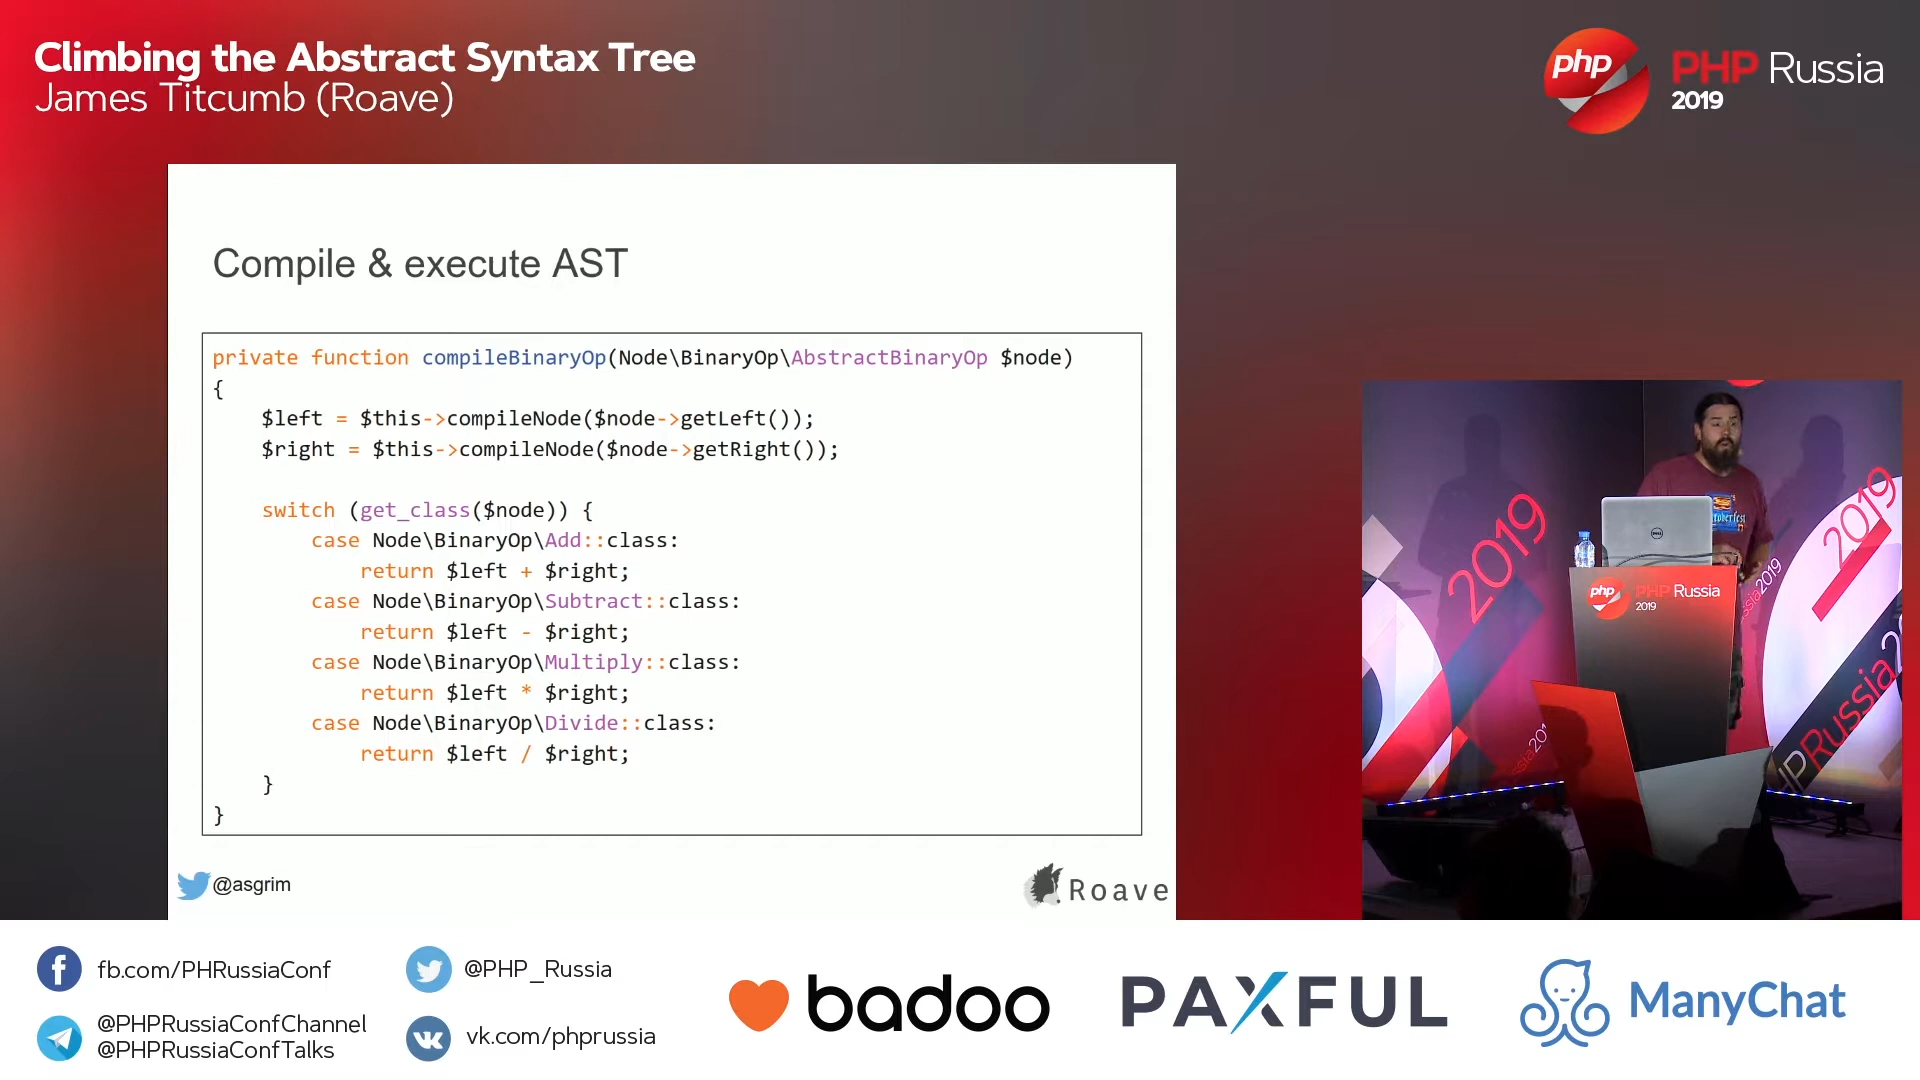 Climbing the Abstract Syntax Tree
James Titcumb (Roave)
php
PHP Russia
2019
Compile & execute AST
private function compileBinaryOp(Node\BinaryOp\AbstractBinaryOp $node)
{
    $left = $this->compileNode($node->getLeft());
    $right = $this->compileNode($node->getRight());
    switch (get_class($node)) {
        case Node\BinaryOp\Add::class:
            return $left + $right;
        case Node\BinaryOp\Subtract::class:
            return $left - $right;
        case Node\BinaryOp\Multiply::class:
            return $left * $right;
        case Node\BinaryOp\Divide::class:
            return $left / $right;
    }
}
@asgrim
Roave
2019
2019
DELL
php
PHP Russia
2019
PHPRussia2019
fb.com/PHRussiaConf
@PHPRussiaConfChannel
@PHPRussiaConfTalks
@PHP_Russia
vk.com/phprussia
badoo
PAXFUL
ManyChat